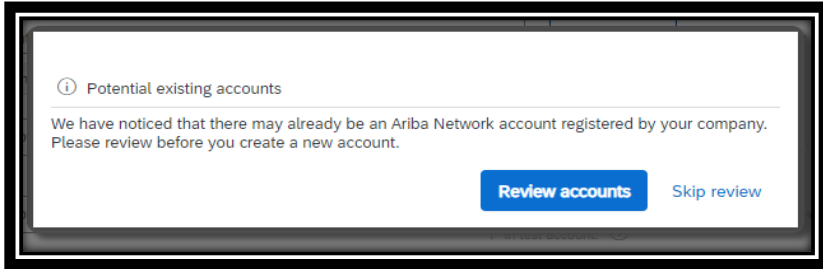 Potential existing accounts
We have noticed that there may already be an Ariba Network account registered by your company.
Please review before you create a new account.
Review accounts Skip review